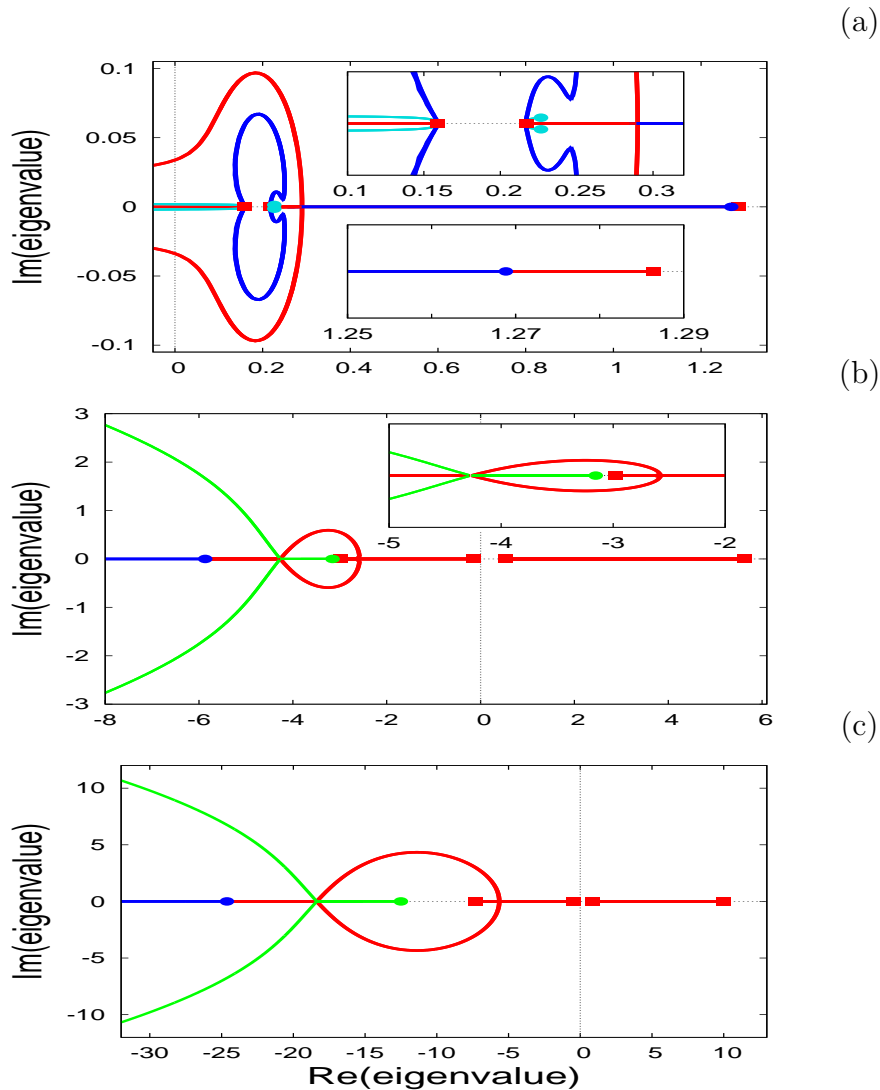 (a)
0.1
0.05
0
-0.05
-0.1
Im(eigenvalue)
0.1 0.15 0.2 0.25 0.3
1.25 1.27 1.29
0 0.2 0.4 0.6 0.8 1 1.2
(b)
3
2
1
0
-1
-2
-3
Im(eigenvalue)
-5 -4 -3 -2
-8 -6 -4 -2 0 2 4 6
(c)
10
5
0
-5
-10
Im(eigenvalue)
-30 -25 -20 -15 -10 -5 0 5 10
Re(eigenvalue)